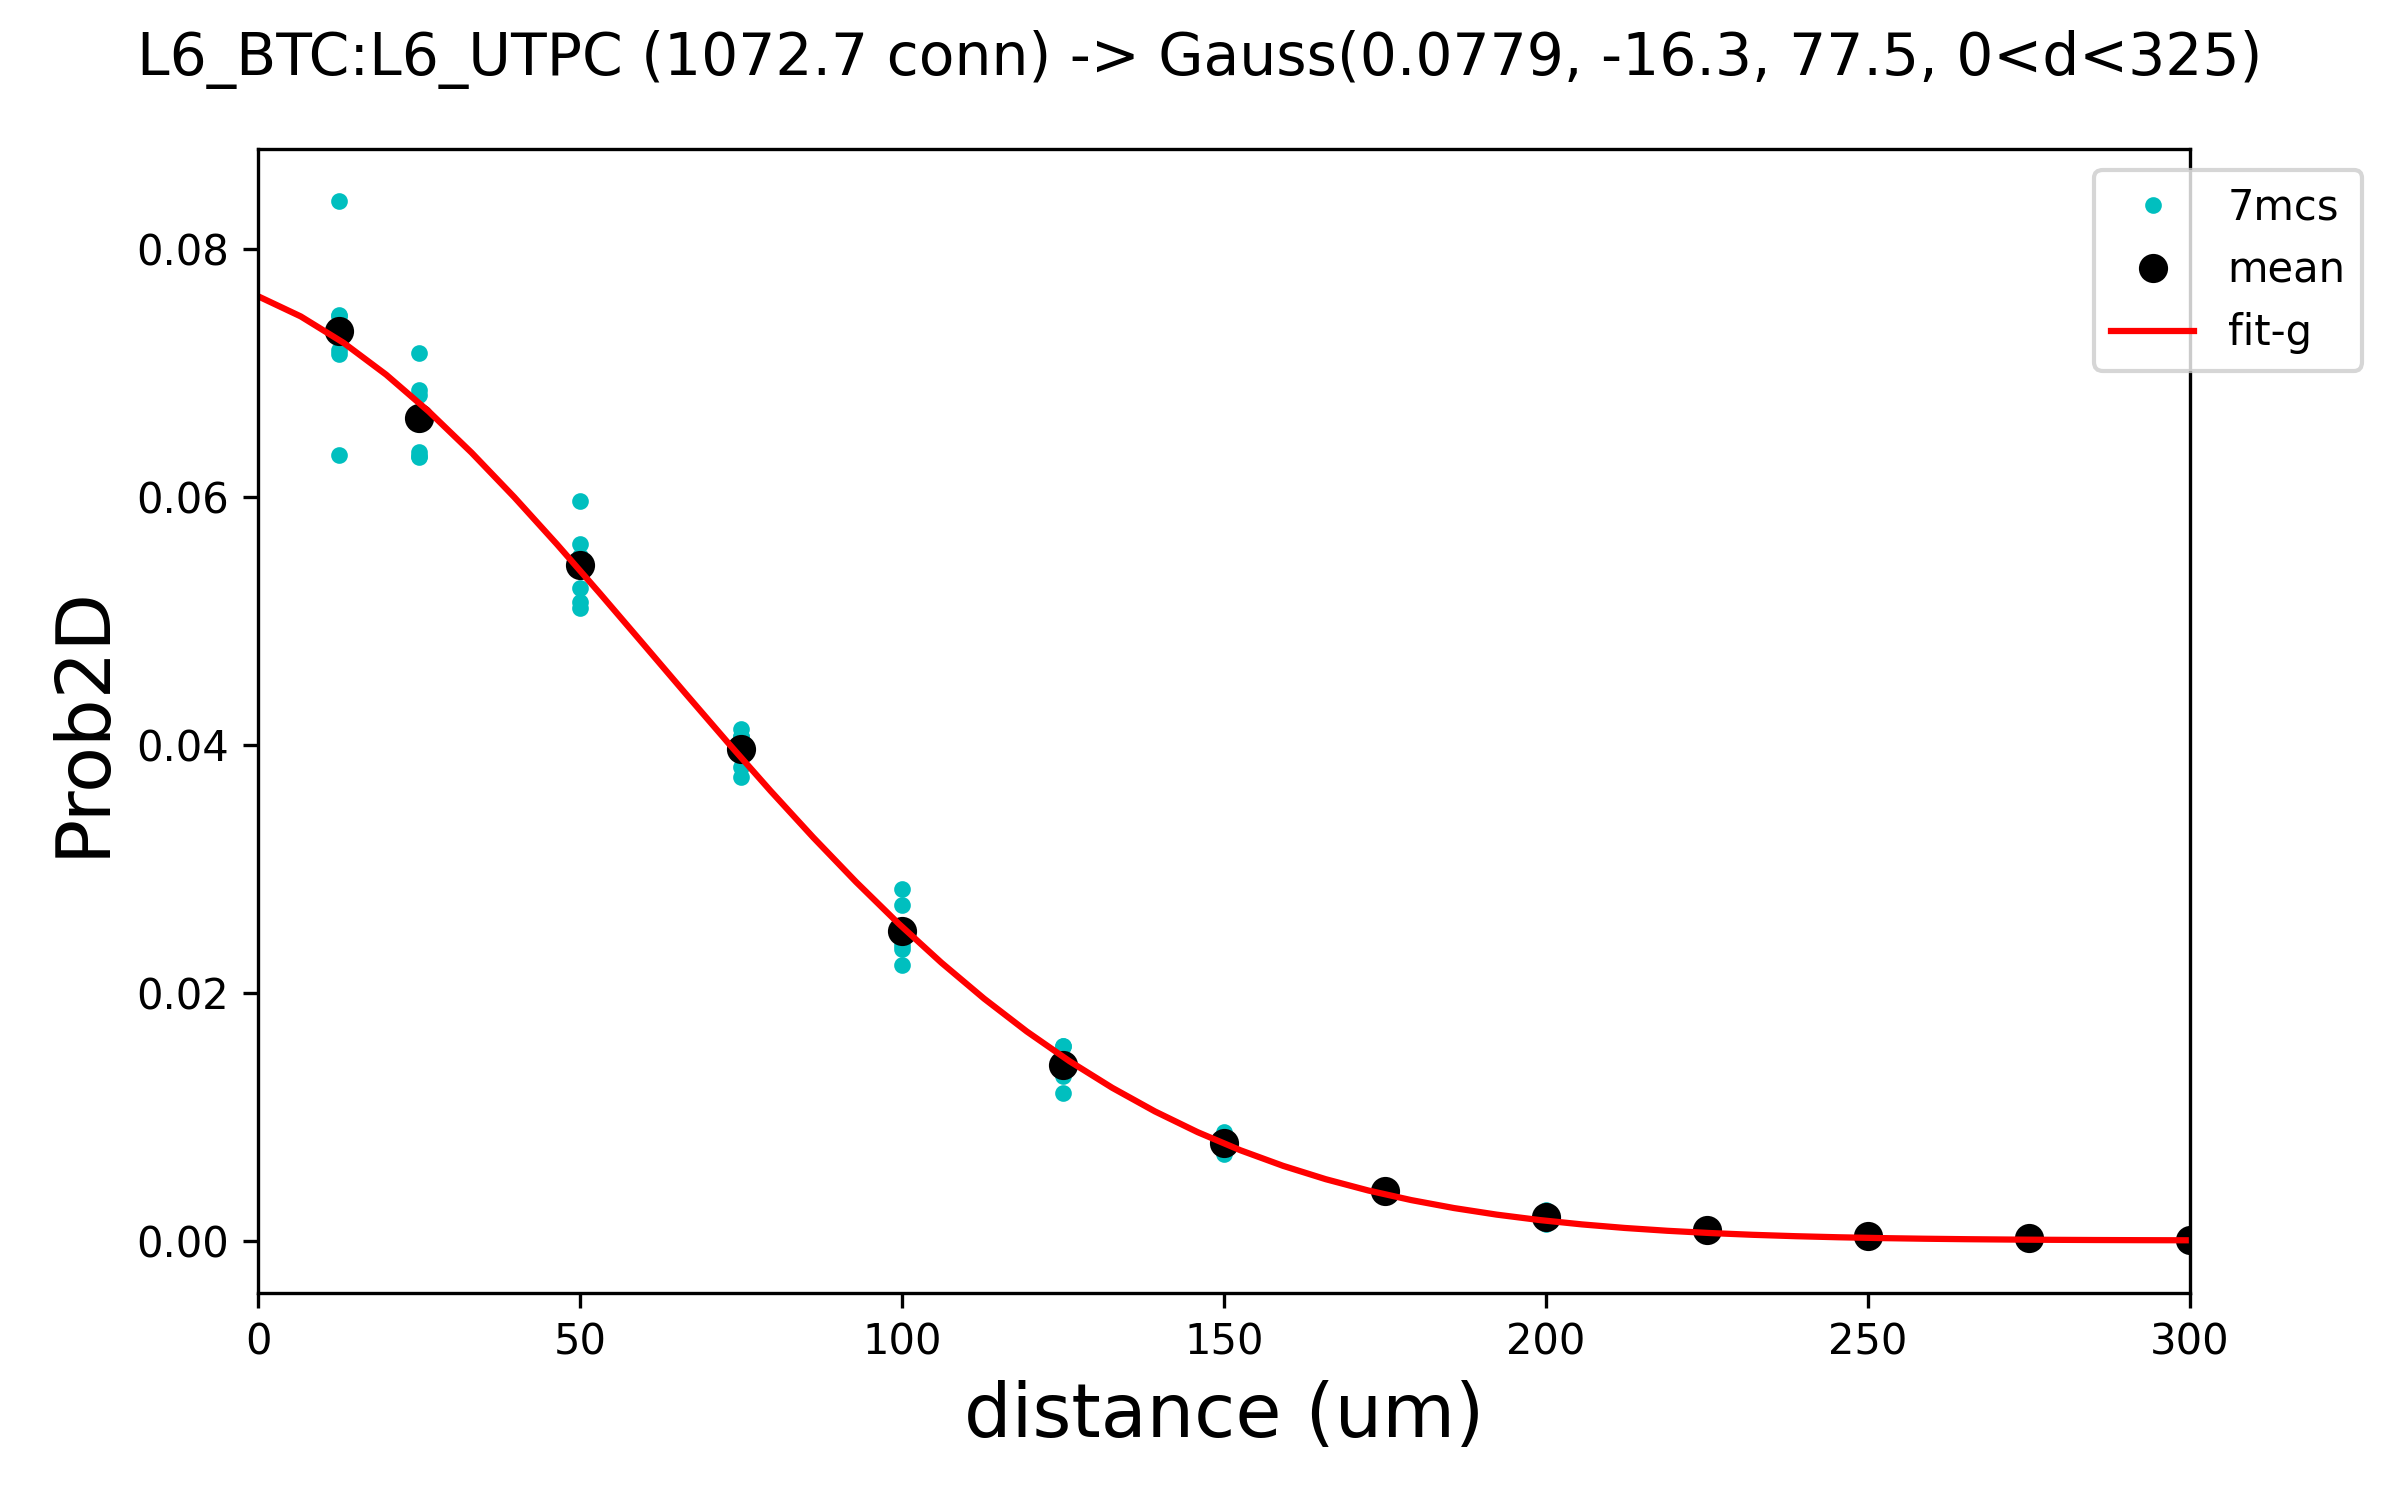 L6_BTC:L6_UTPC (1072.7 conn) -> Gauss(0.0779, -16.3, 77.5, 0<d<325)
7mcs
mean
fit-g
Prob2D
0.08
0.06
0.04
0.02
0.00
0 50 100 150 200 250 300
distance (um)